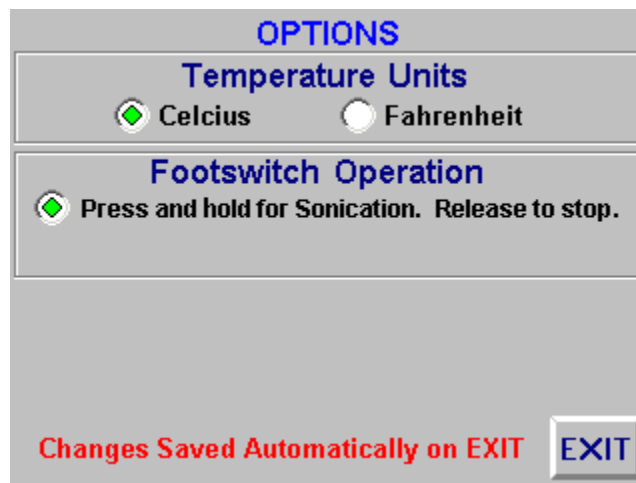 OPTIONS
Temperature Units
Celcius Fahrenheit
Footswitch Operation
Press and hold for Sonication. Release to stop.
Changes Saved Automatically on EXIT EXIT